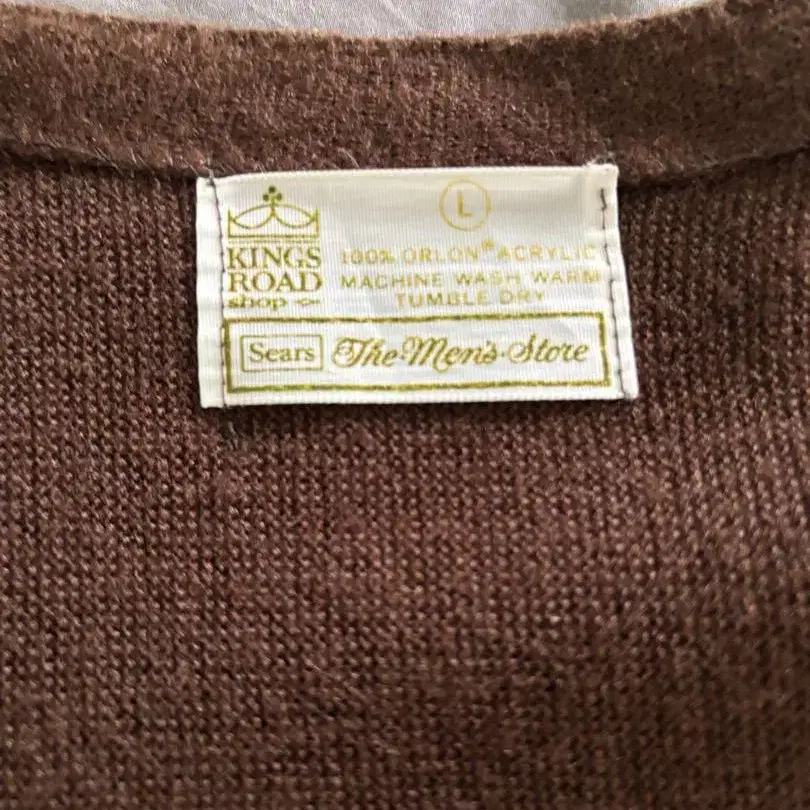 L
KINGS
ROAD
shop
100% ORLON® ACRYLIC
MACHINE WASH WARM
TUMBLE DRY
Sears The Men's Store